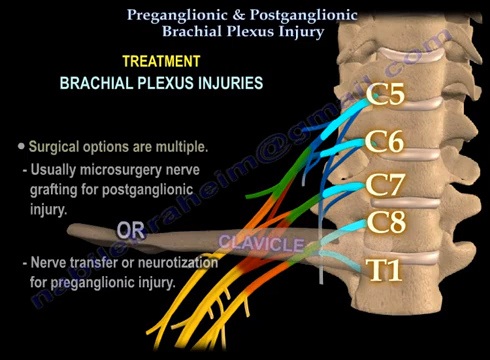 Preganglionic & Postganglionic
Brachial Plexus Injury
TREATMENT
BRACHIAL PLEXUS INJURIES
• Surgical options are multiple.
- Usually microsurgery nerve
grafting for postganglionic
injury.
OR
- Nerve transfer or neurotization
for preganglionic injury.
C5
C6
C7
C8
T1
CLAVICLE